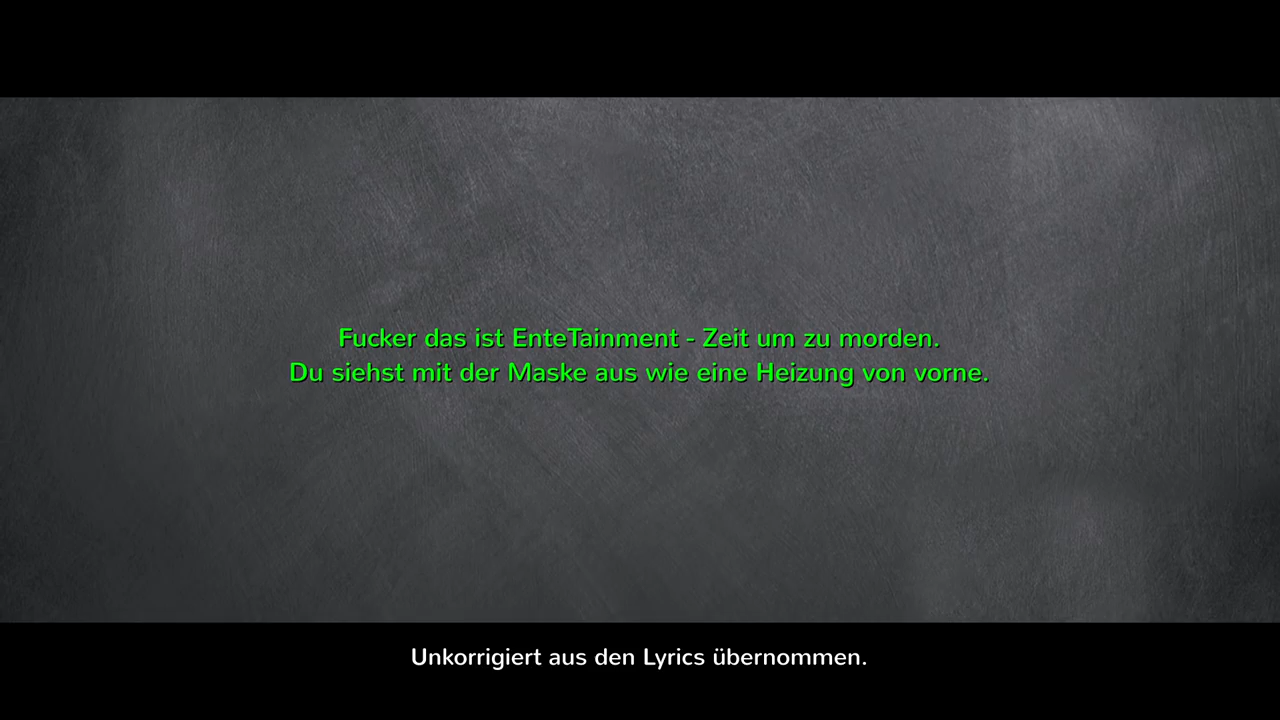 Fucker das ist EnteTainment - Zeit um zu morden.
Du siehst mit der Maske aus wie eine Heizung von vorne.
Unkorrigiert aus den Lyrics übernommen.